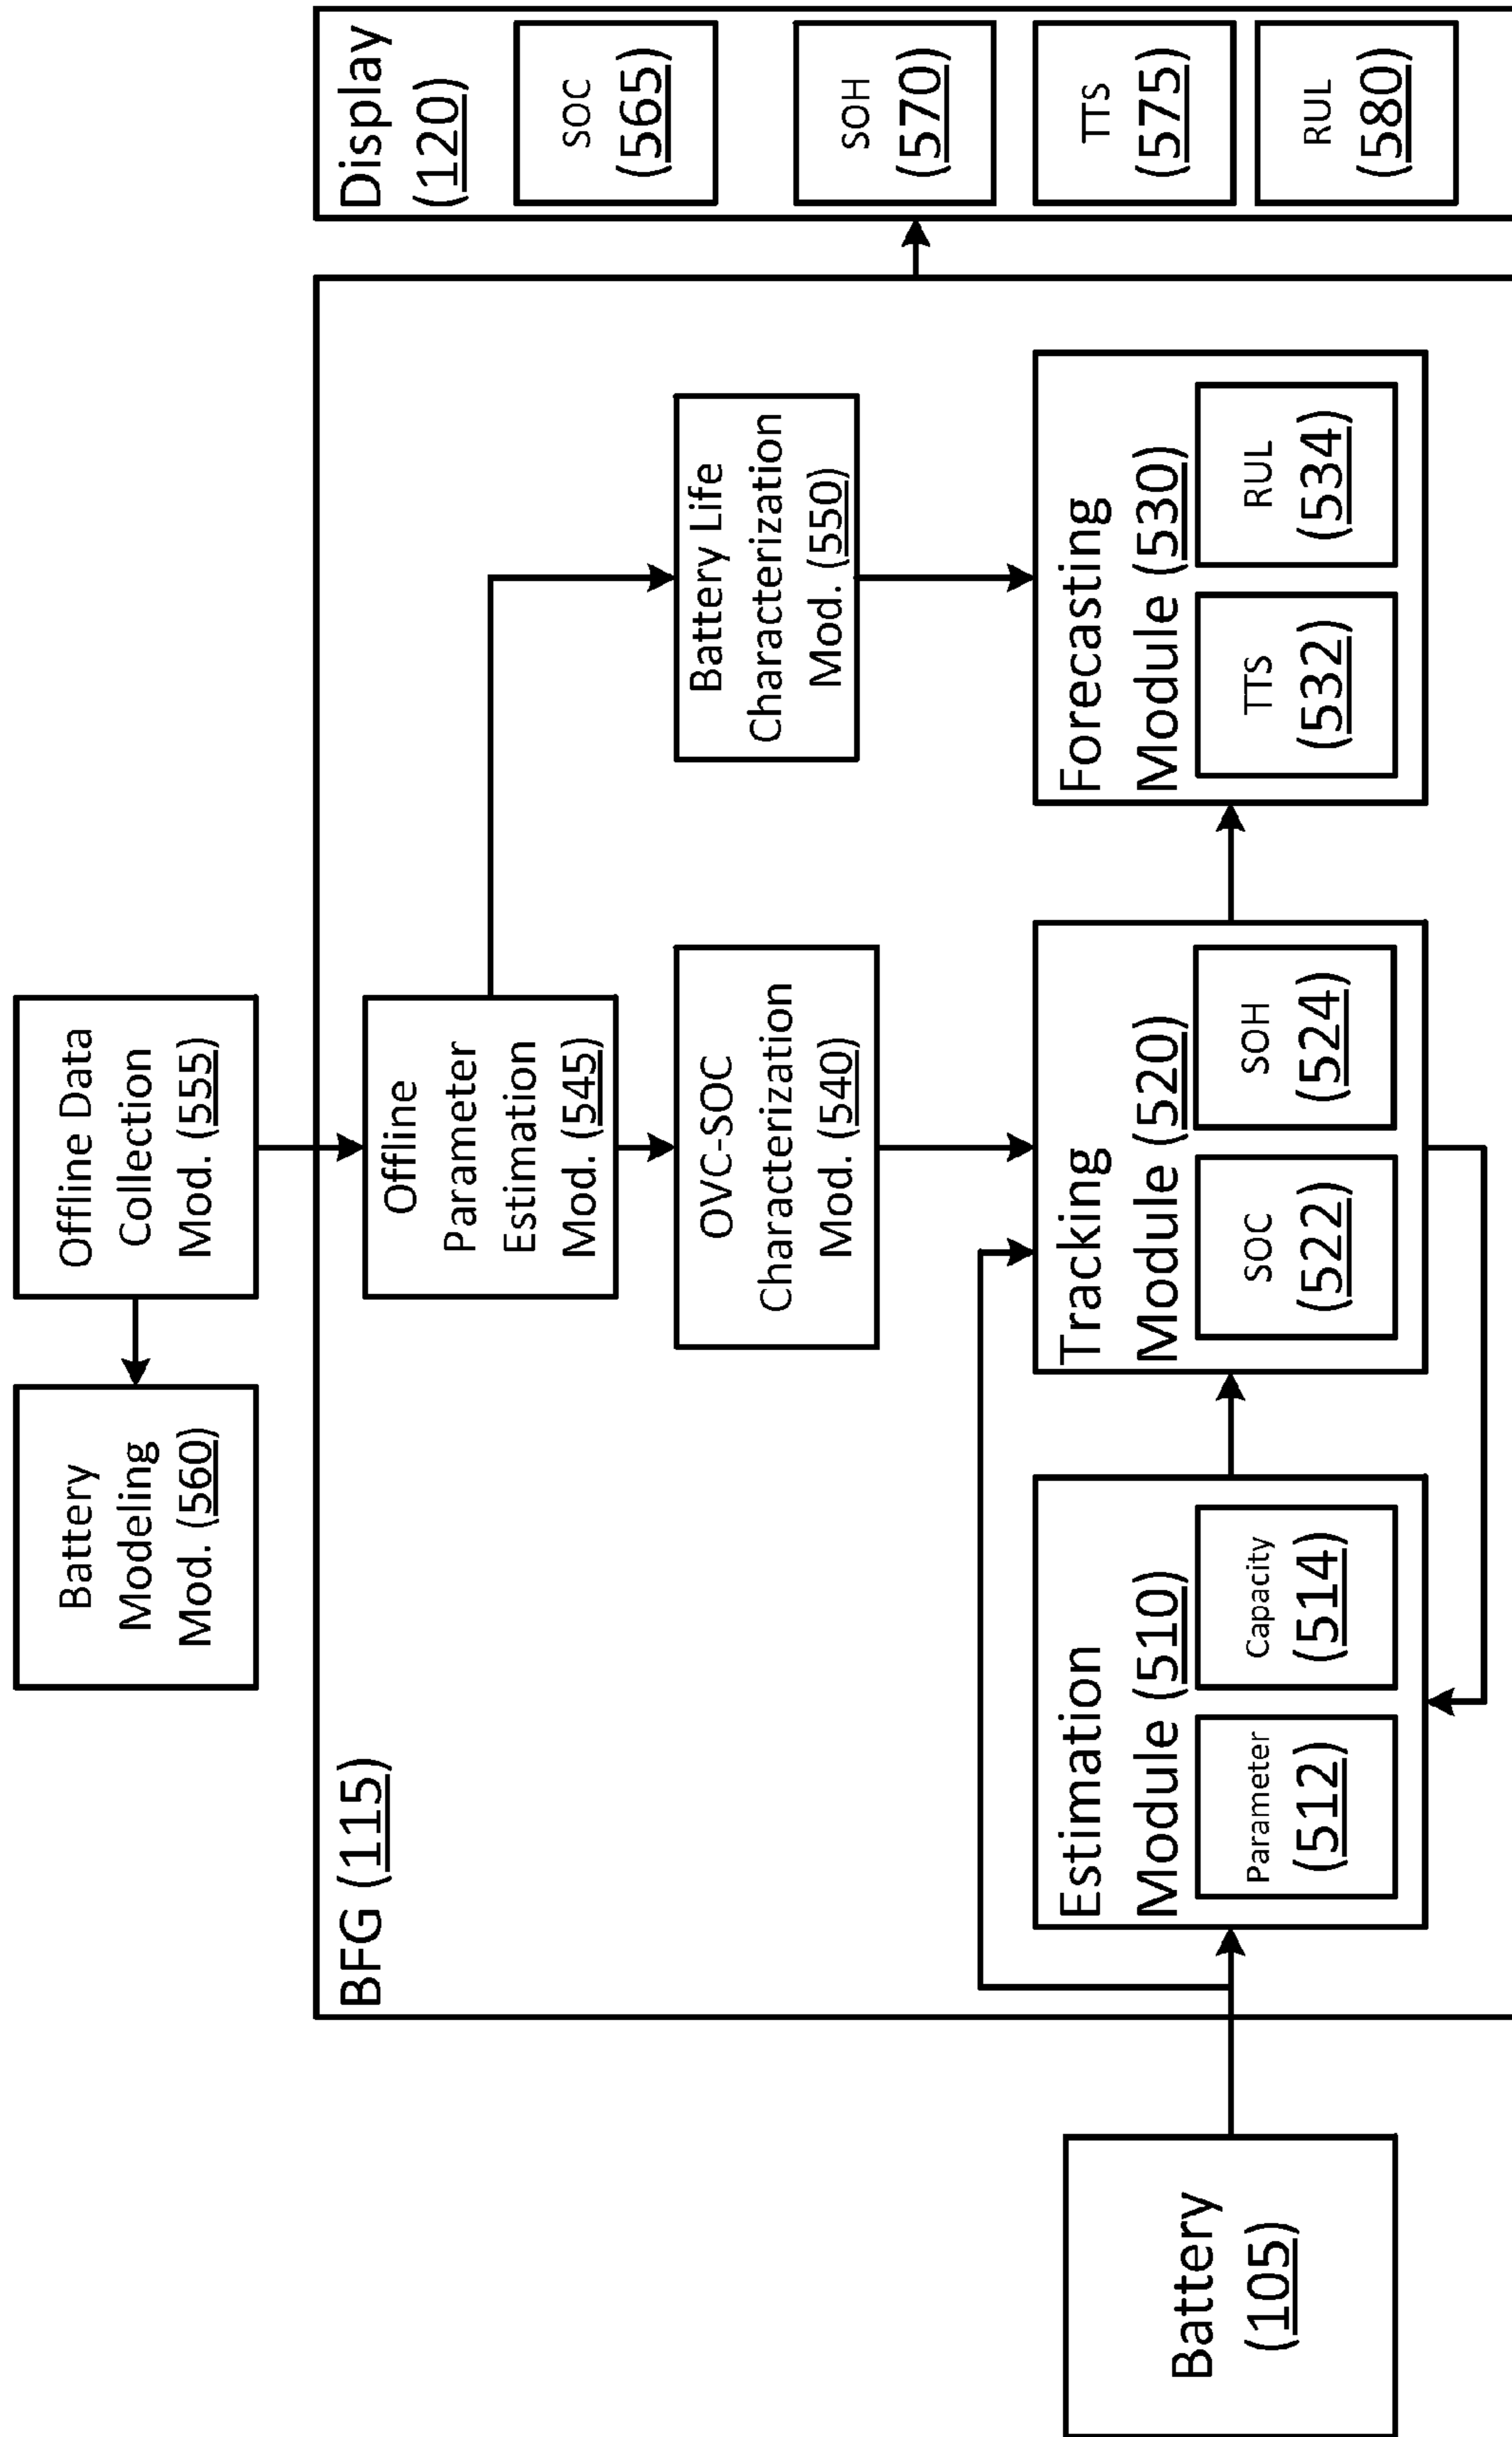 Battery
Modeling
Mod. (560)
Offline Data
Collection
Mod. (555)
BFG (115)
Display
(120)
Offline
Parameter
Estimation
Mod. (545)
SOC
(565)
OVC-SOC
Characterization
Mod. (540)
Battery Life
Characterization
Mod. (550)
SOH
(570)
Battery
(105)
Estimation
Module (510)
Parameter
(512)
Capacity
(514)
Tracking
Module (520)
SOC
(522)
SOH
(524)
Forecasting
Module (530)
TTS
(532)
RUL
(534)
TTS
(575)
RUL
(580)